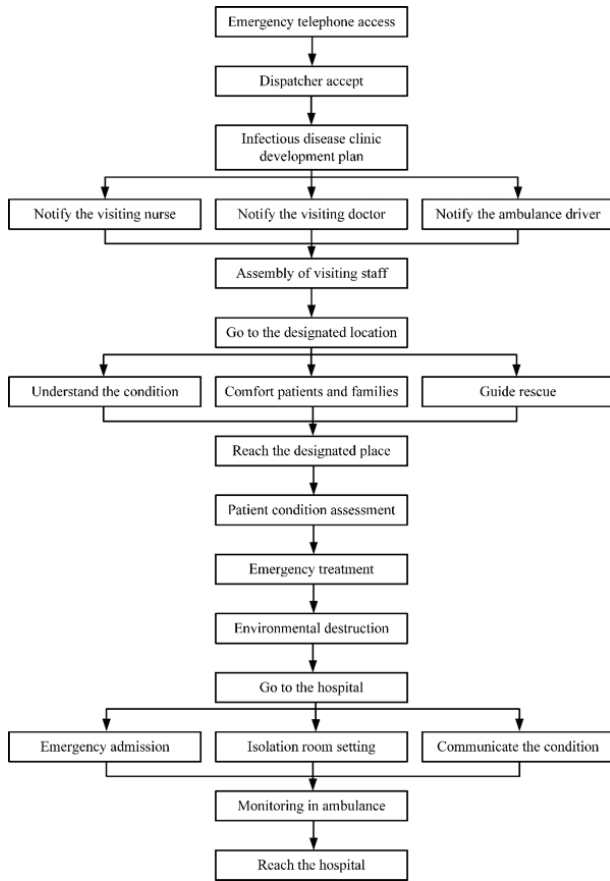 Emergency telephone access
Dispatcher accept
Infectious disease clinic
development plan
Notify the visiting nurse
Notify the visiting doctor
Notify the ambulance driver
Assembly of visiting staff
Go to the designated location
Understand the condition
Comfort patients and families
Guide rescue
Reach the designated place
Patient condition assessment
Emergency treatment
Environmental destruction
Go to the hospital
Emergency admission
Isolation room setting
Communicate the condition
Monitoring in ambulance
Reach the hospital